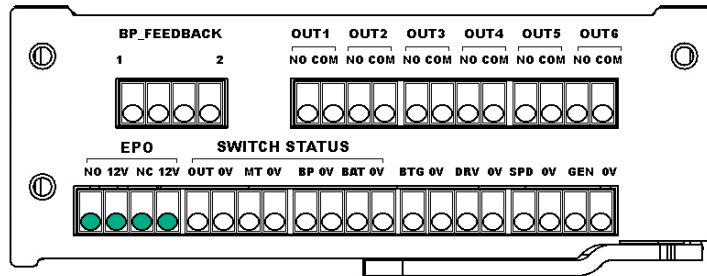 BP_FEEDBACK OUT1 OUT2 OUT3 OUT4 OUT5 OUT6
1 2 NO COM NO COM NO COM NO COM NO COM NO COM
EPO SWITCH STATUS
NO 12V NC 12V OUT 0V MT 0V BP 0V BAT 0V BTG 0V DRV 0V SPD 0V GEN 0V